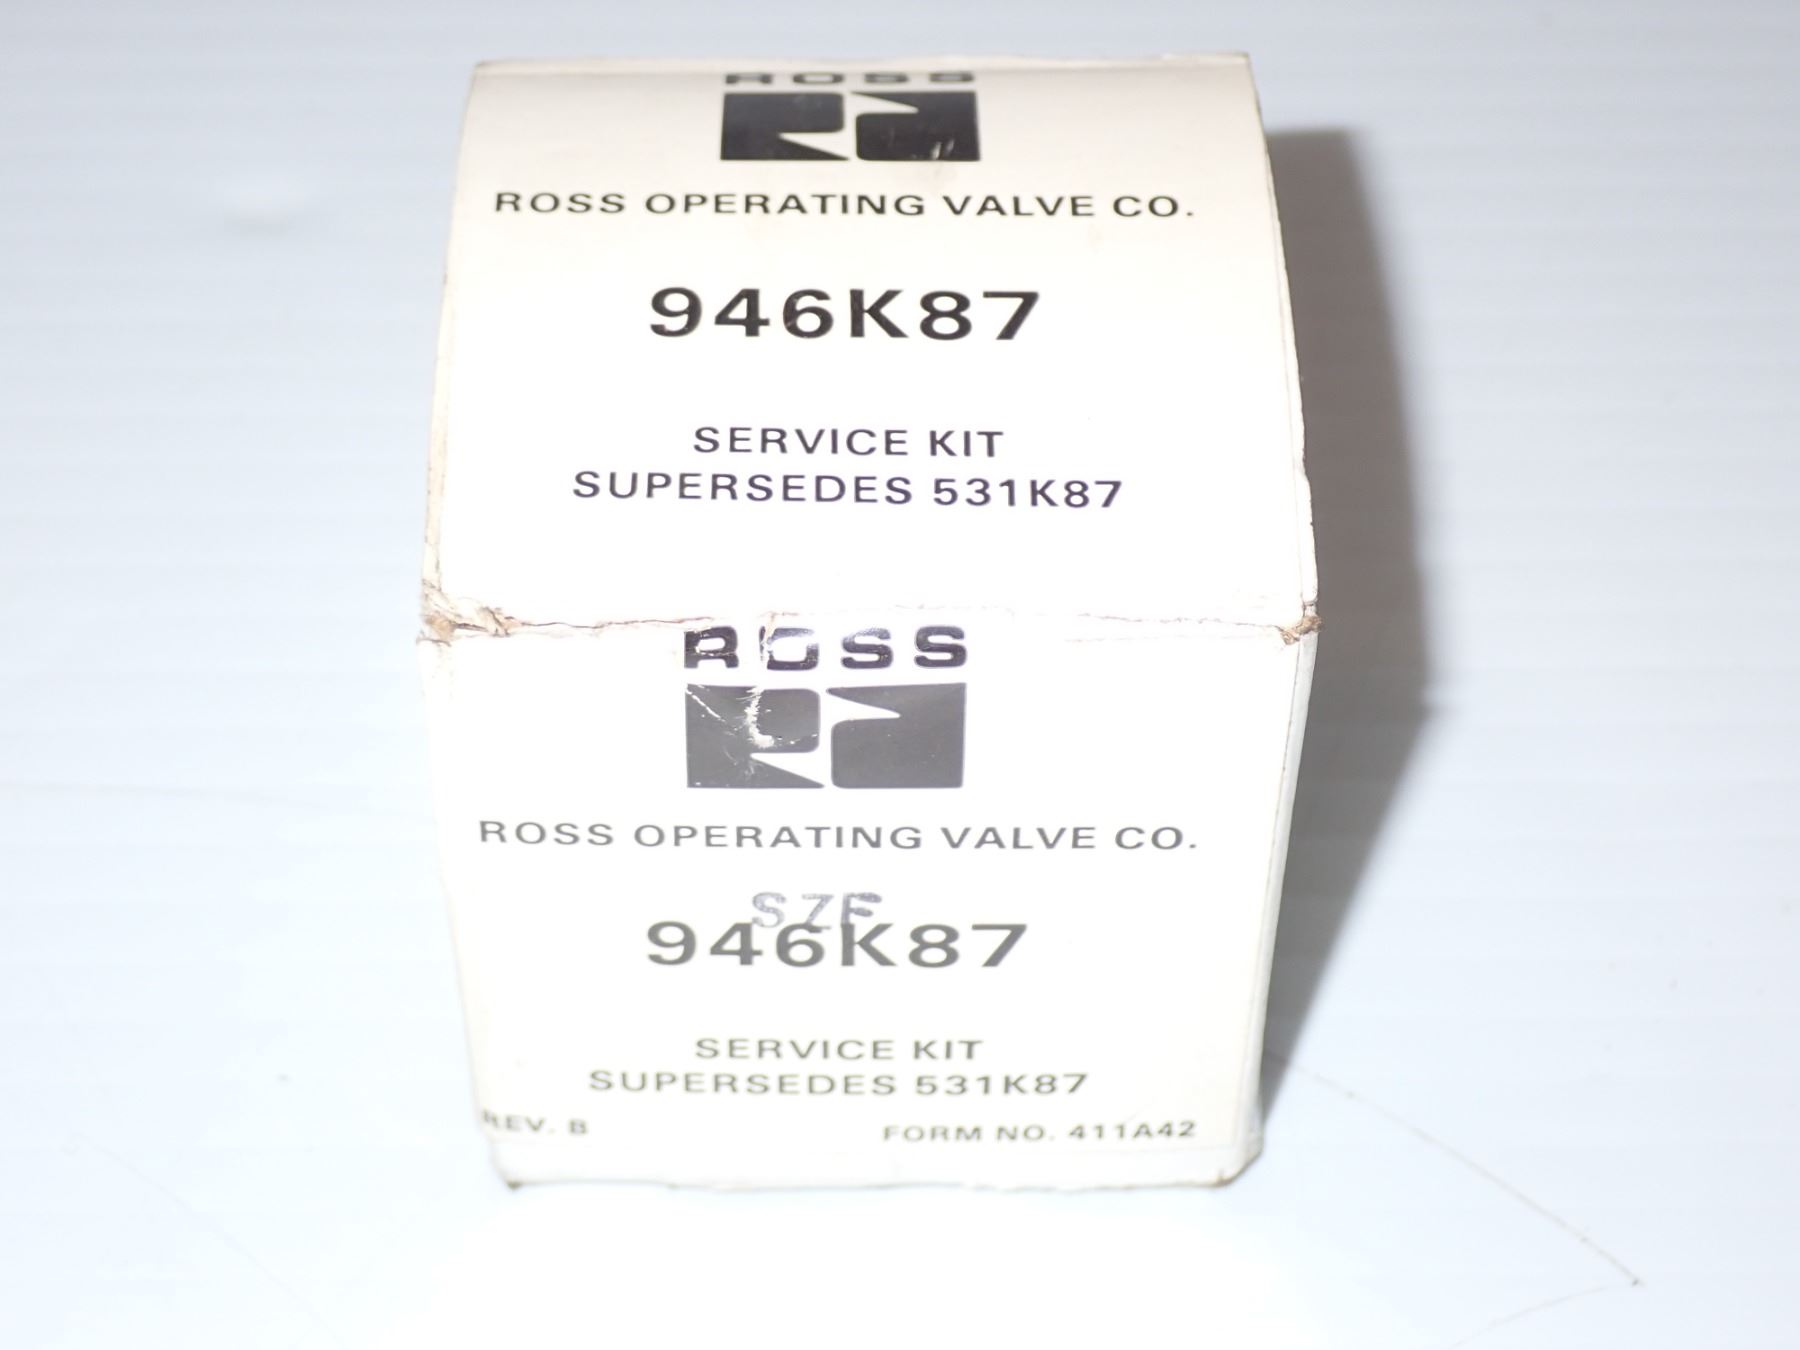 ROSS
ROSS OPERATING VALVE CO.
946K87
SERVICE KIT
SUPERSEDES 531K87
ROSS
ROSS OPERATING VALVE CO.
SZF
946K87
SERVICE KIT
SUPERSEDES 531K87
REV. B FORM NO. 411A42